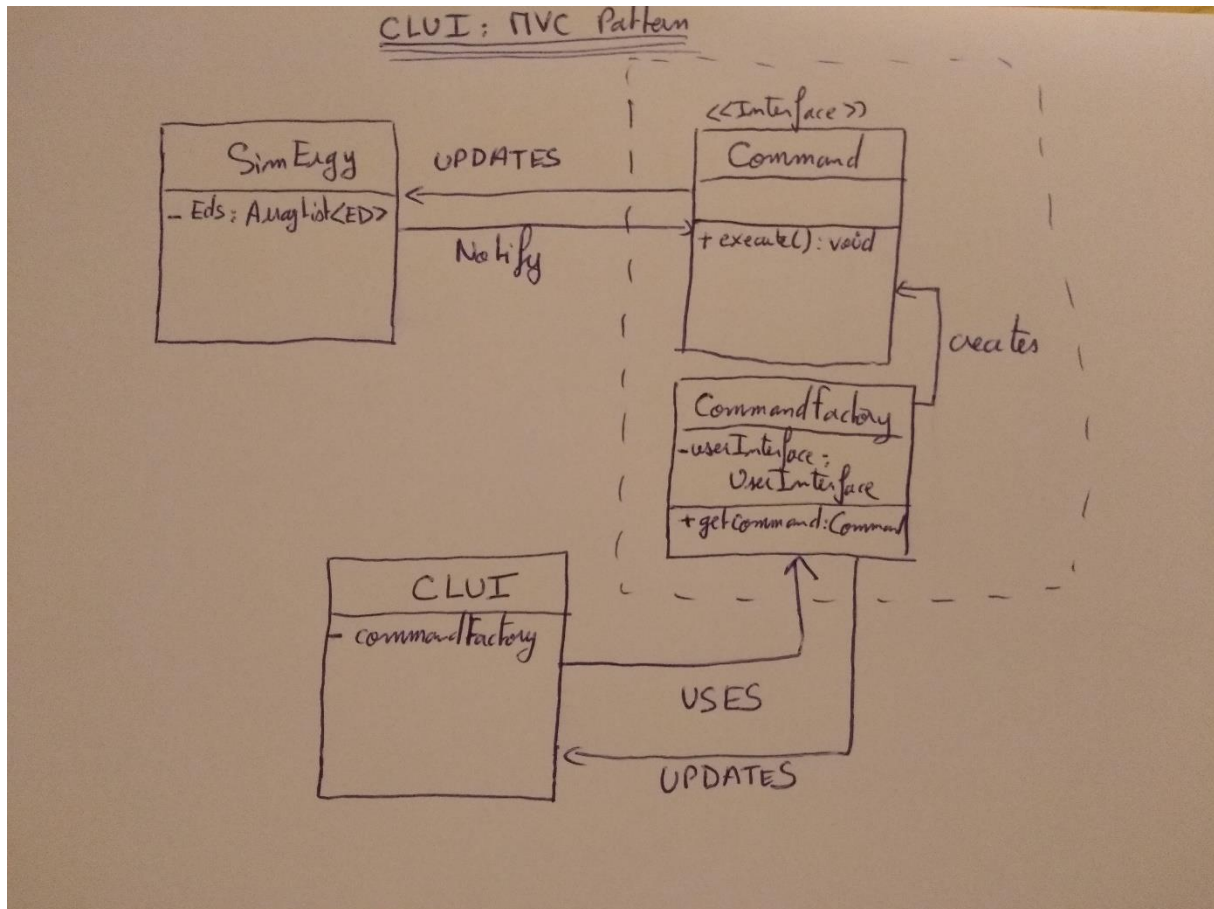 CLUI : MVC Pattern
<<Interface>>
SimErgy
- Eds : ArrayList<ED>
UPDATES
Notify
Command
+ execute() : void
creates
CommandFactory
- userInterface :
UserInterface
+ getCommand : Command
CLUI
- commandFactory
USES
UPDATES